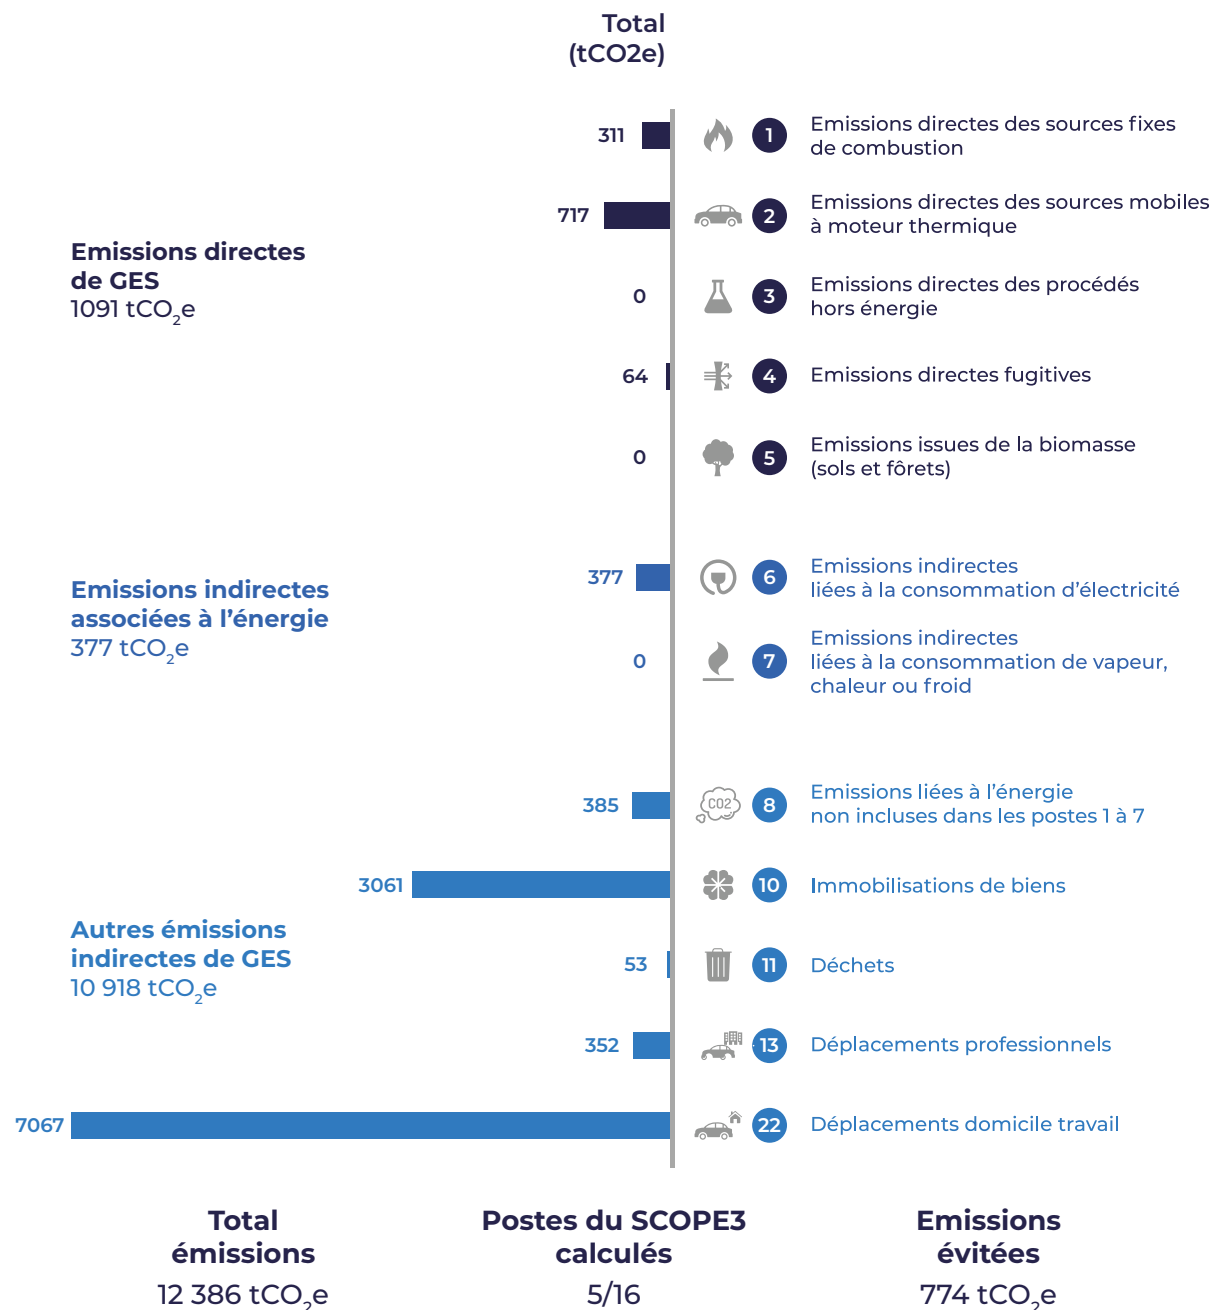 Total
(tCO2e)
311
1
Emissions directes des sources fixes
de combustion
717
2
Emissions directes des sources mobiles
à moteur thermique
Emissions directes
de GES
1091 tCO₂e
0
3
Emissions directes des procédés
hors énergie
64
4
Emissions directes fugitives
0
5
Emissions issues de la biomasse
(sols et fôrets)
Emissions indirectes
associées à l'énergie
377 tCO₂e
377
6
Emissions indirectes
liées à la consommation d'électricité
0
7
Emissions indirectes
liées à la consommation de vapeur,
chaleur ou froid
385
CO2
8
Emissions liées à l'énergie
non incluses dans les postes 1 à 7
3061
10
Immobilisations de biens
Autres émissions
indirectes de GES
10 918 tCO₂e
53
11
Déchets
352
13
Déplacements professionnels
7067
22
Déplacements domicile travail
Total
émissions
12 386 tCO₂e
Postes du SCOPE3
calculés
5/16
Emissions
évitées
774 tCO₂e